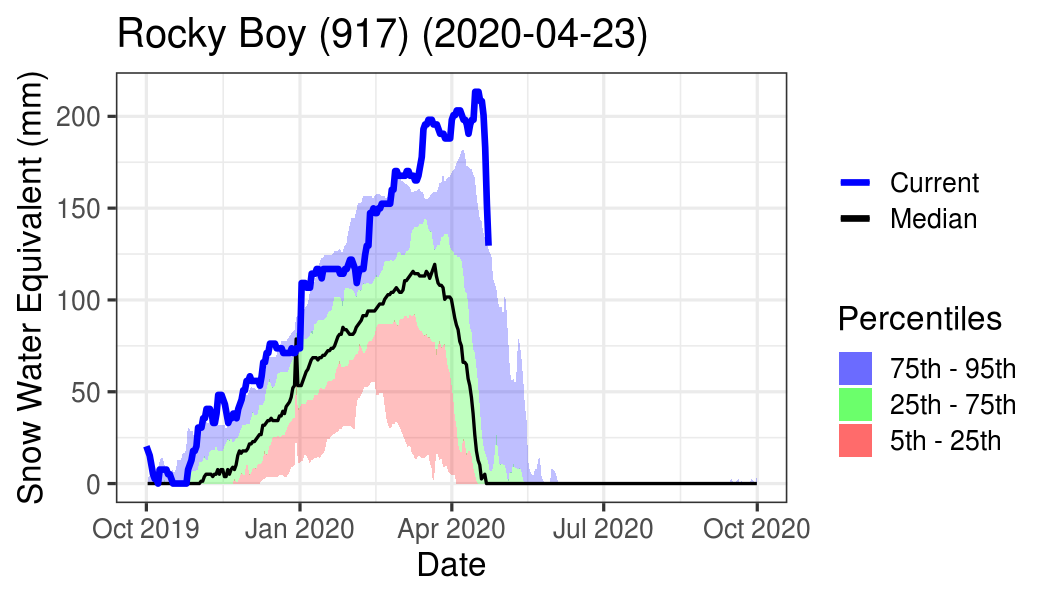 Rocky Boy (917) (2020-04-23)
Snow Water Equivalent (mm)
200
150
100
50
0
Oct 2019
Jan 2020
Apr 2020
Jul 2020
Oct 2020
Date
Current
Median
Percentiles
75th - 95th
25th - 75th
5th - 25th